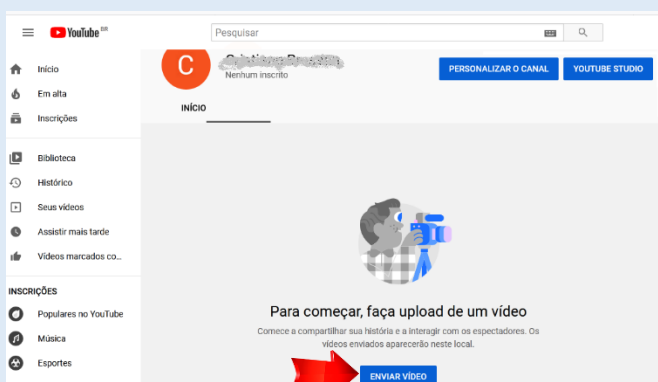 YouTube BR
Pesquisar
Início
Em alta
Inscrições
Biblioteca
Histórico
Seus vídeos
Assistir mais tarde
Vídeos marcados co...
INSCRIÇÕES
Populares no YouTube
Música
Esportes
C
Nenhum inscrito
PERSONALIZAR O CANAL
YOUTUBE STUDIO
INÍCIO
Para começar, faça upload de um vídeo
Comece a compartilhar sua história e a interagir com os espectadores. Os
vídeos enviados aparecerão neste local.
ENVIAR VÍDEO